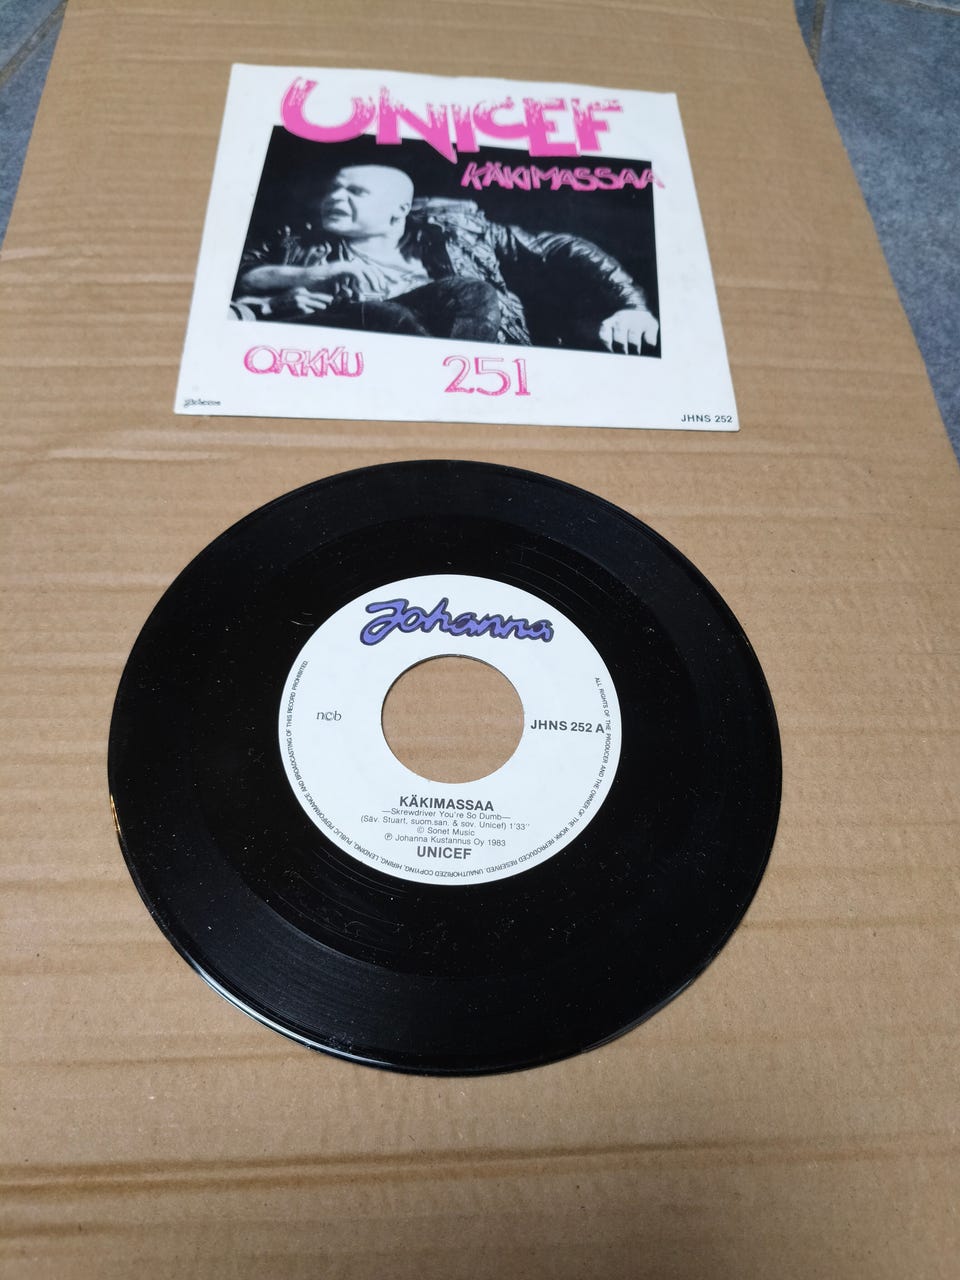 UNICEF
KÄKIMASSAA
ORKKU 251
Johanna
JHNS 252
Johanna
ncb
JHNS 252 A
KÄKIMASSAA
—Skrewdriver You're So Dumb—
(Säv. Stuart, suom.san. & sov. Unicef) 1'33''
© Sonet Music
℗ Johanna Kustannus Oy 1983
UNICEF
ALL RIGHTS OF THE PRODUCER AND THE OWNER OF THE WORK REPRODUCED RESERVED. UNAUTHORIZED COPYING, HIRING, LENDING, PUBLIC PERFORMANCE AND BROADCASTING OF THIS RECORD PROHIBITED.